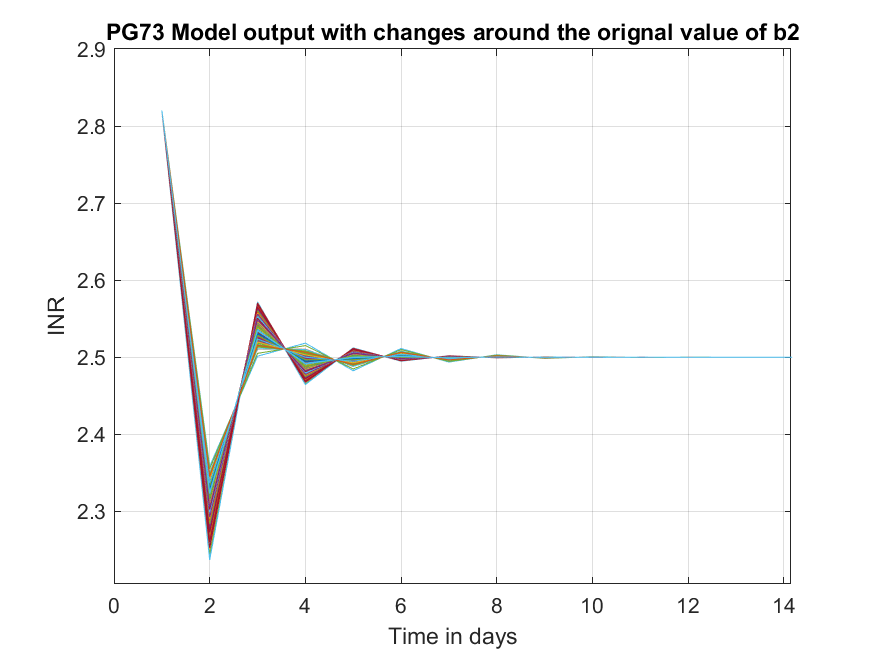 PG73 Model output with changes around the orignal value of b2
2.9
2.8
2.7
2.6
2.5
2.4
2.3
INR
0 2 4 6 8 10 12 14
Time in days